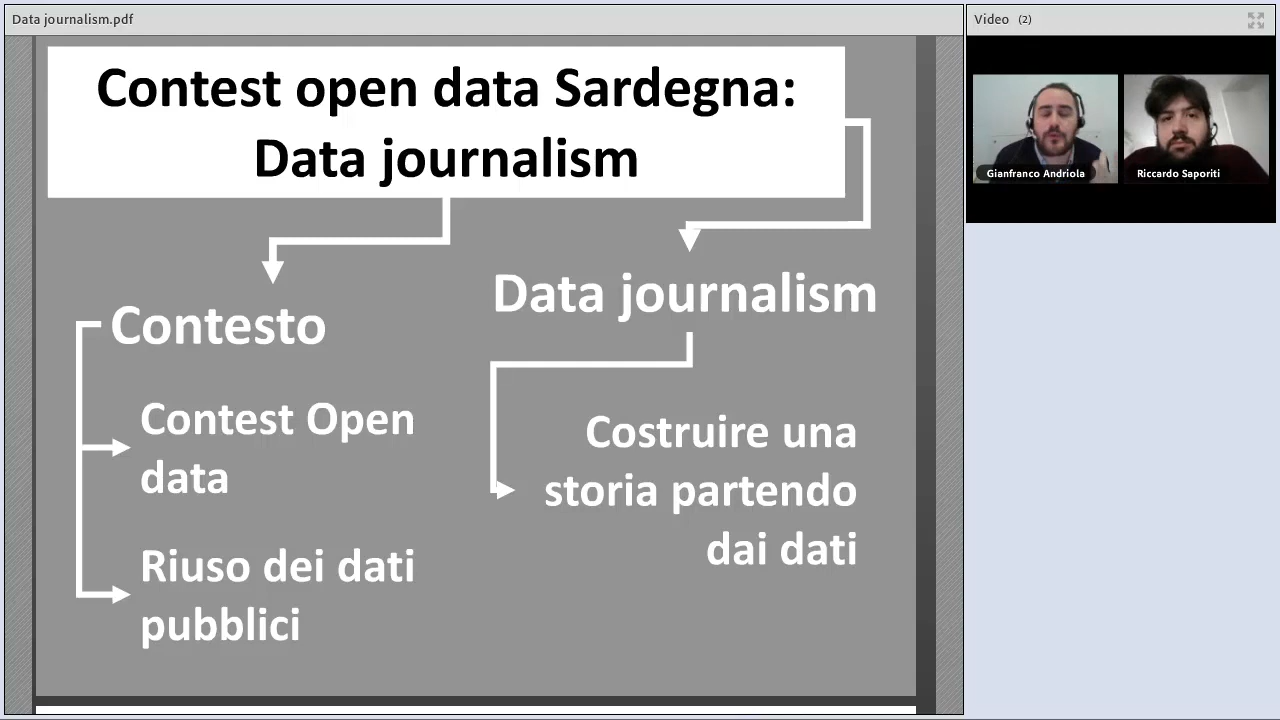 Data journalism.pdf
Video (2)
Contest open data Sardegna:
Data journalism
Gianfranco Andriola
Riccardo Saporiti
Contesto
Contest Open
data
Riuso dei dati
pubblici
Data journalism
Costruire una
storia partendo
dai dati